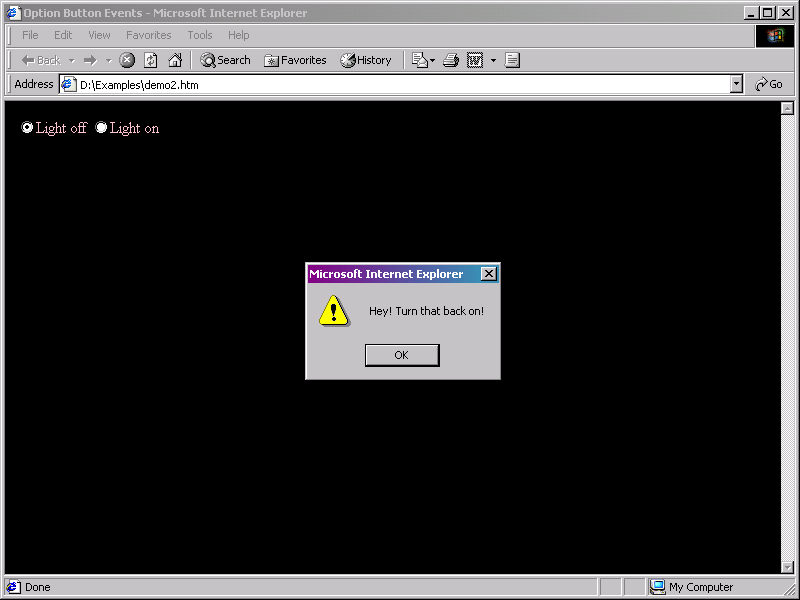 Option Button Events - Microsoft Internet Explorer
File Edit View Favorites Tools Help
Back Search Favorites History
Address D:\Examples\demo2.htm Go
Light off Light on
Microsoft Internet Explorer
Hey! Turn that back on!
OK
Done My Computer